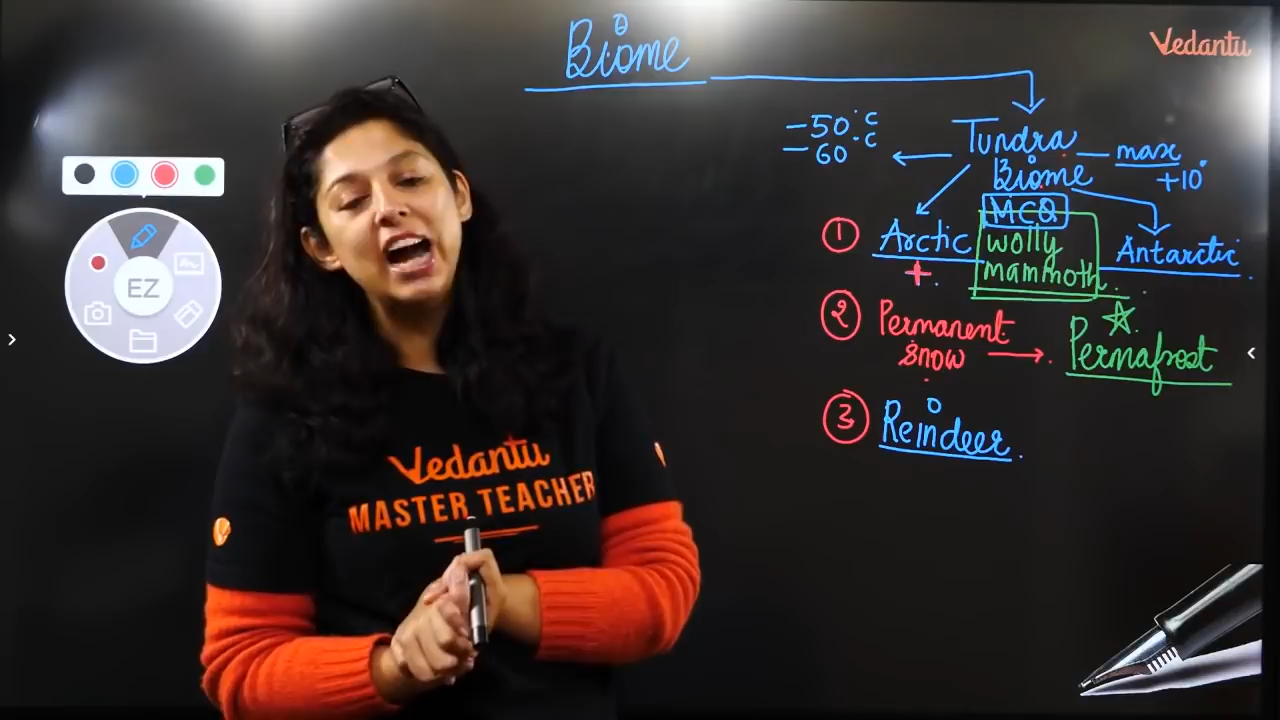 Biome
Vedantu
-50°C
-60°C
Tundra
Biome
max
+10°
MCQ
① Arctic
wolly
mammoth
Antarctic
+
② Permanent
snow
Permafrost
③ Reindeer
EZ
Vedantu
MASTER TEACHER